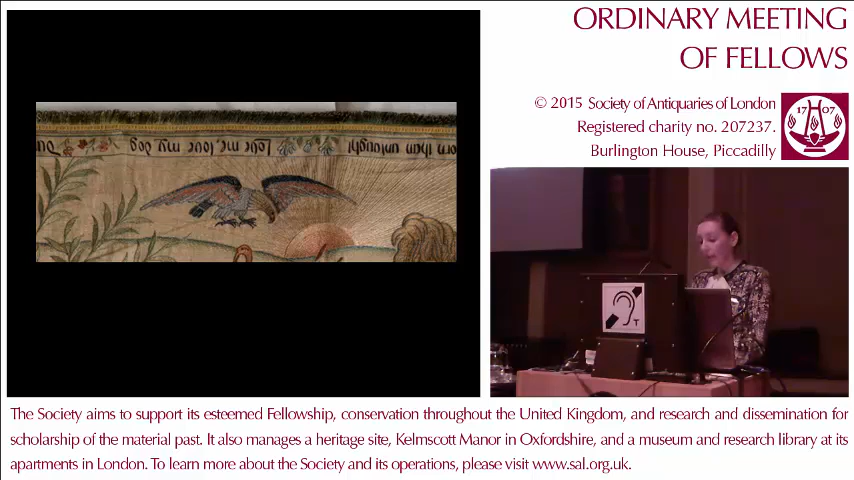 ORDINARY MEETING
OF FELLOWS
© 2015 Society of Antiquaries of London
Registered charity no. 207237.
Burlington House, Piccadilly
17 07
orn than untought
Love me, love my dog
T
The Society aims to support its esteemed Fellowship, conservation throughout the United Kingdom, and research and dissemination for
scholarship of the material past. It also manages a heritage site, Kelmscott Manor in Oxfordshire, and a museum and research library at its
apartments in London. To learn more about the Society and its operations, please visit www.sal.org.uk.